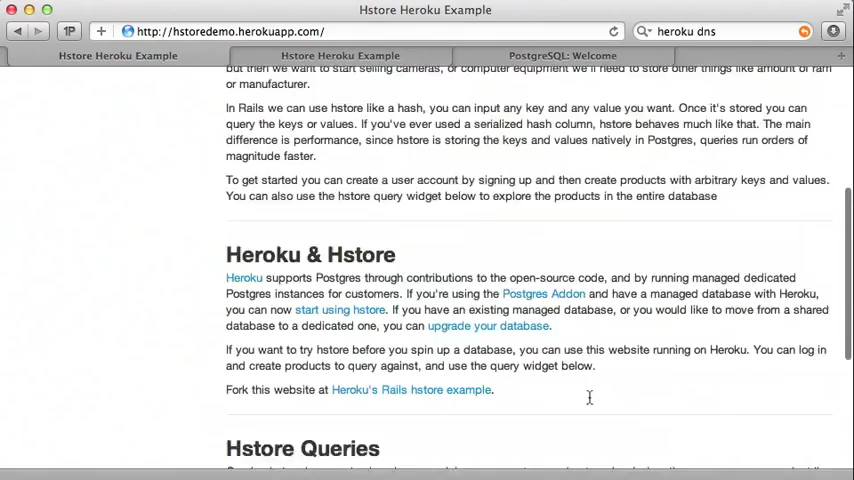 Hstore Heroku Example
1P
http://hstoredemo.herokuapp.com/
heroku dns
Hstore Heroku Example
Hstore Heroku Example
PostgreSQL: Welcome
but then we want to start selling cameras, or computer equipment we'll need to store other things like amount of ram
or manufacturer.
In Rails we can use hstore like a hash, you can input any key and any value you want. Once it's stored you can
query the keys or values. If you've ever used a serialized hash column, hstore behaves much like that. The main
difference is performance, since hstore is storing the keys and values natively in Postgres, queries run orders of
magnitude faster.
To get started you can create a user account by signing up and then create products with arbitrary keys and values.
You can also use the hstore query widget below to explore the products in the entire database
Heroku & Hstore
Heroku supports Postgres through contributions to the open-source code, and by running managed dedicated
Postgres instances for customers. If you're using the Postgres Addon and have a managed database with Heroku,
you can now start using hstore. If you have an existing managed database, or you would like to move from a shared
database to a dedicated one, you can upgrade your database.
If you want to try hstore before you spin up a database, you can use this website running on Heroku. You can log in
and create products to query against, and use the query widget below.
Fork this website at Heroku's Rails hstore example.
Hstore Queries